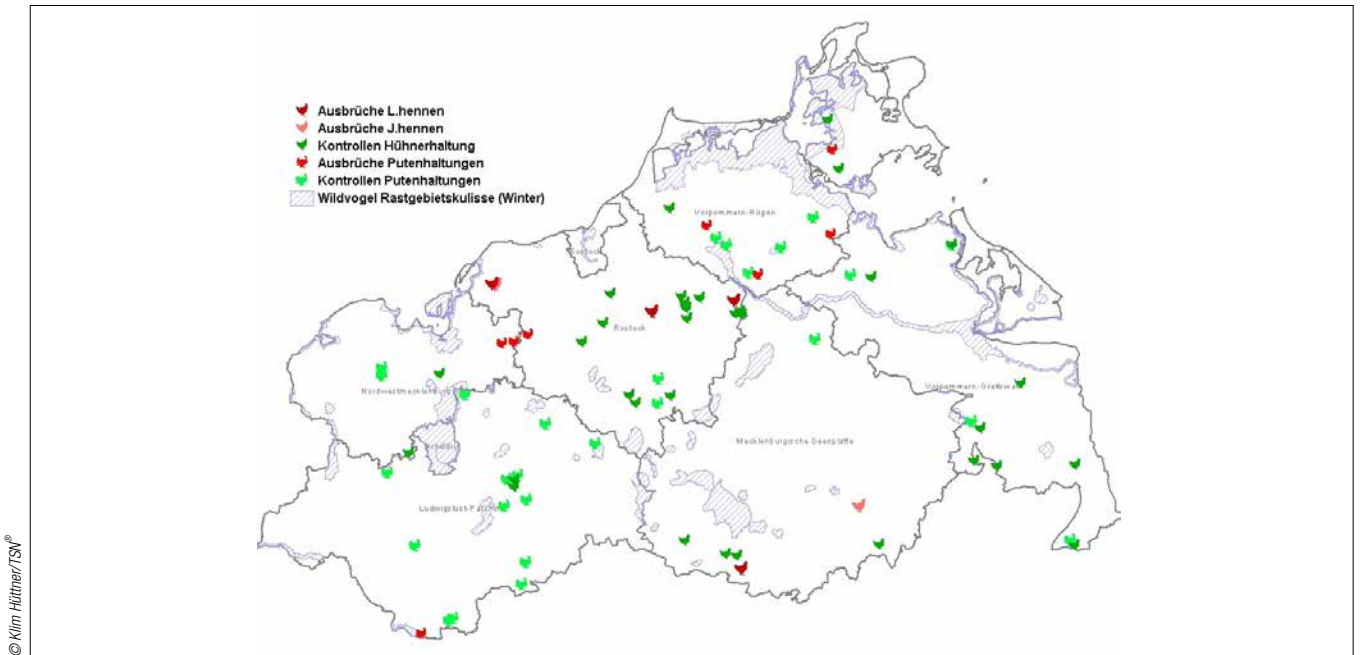 Ausbrüche L.hennen
Ausbrüche J.hennen
Kontrollen Hühnerhaltung
Ausbrüche Putenhaltungen
Kontrollen Putenhaltungen
Wildvogel Rastgebietskulisse (Winter)
Vorpommern-Rügen
Rostock
Rostock
Nordwestmecklenburg
Vorpommern-Greifswald
Mecklenburgische Seenplatte
Schwerin
Ludwigslust-Parchim
© Klim Hüttner/TSN®